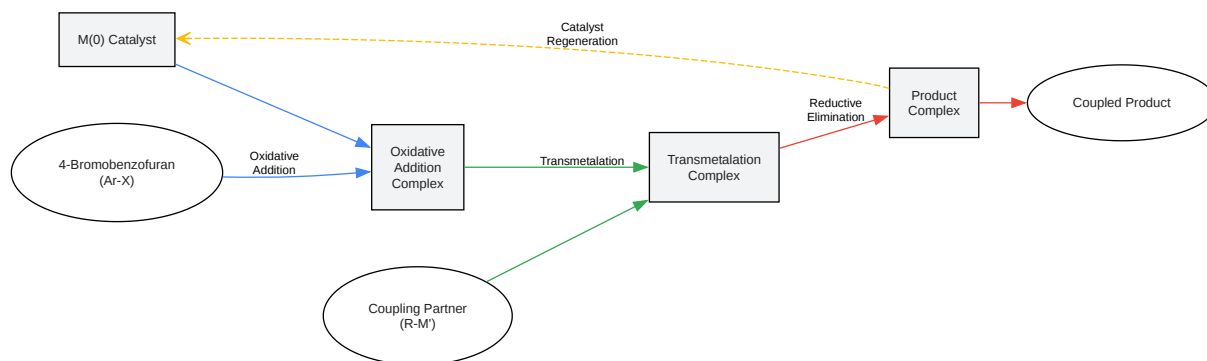 M(0) Catalyst
Catalyst
Regeneration
4-Bromobenzofuran
(Ar-X)
Oxidative
Addition
Oxidative
Addition
Complex
Transmetalation
Transmetalation
Complex
Reductive
Elimination
Product
Complex
Coupled Product
Coupling Partner
(R-M')